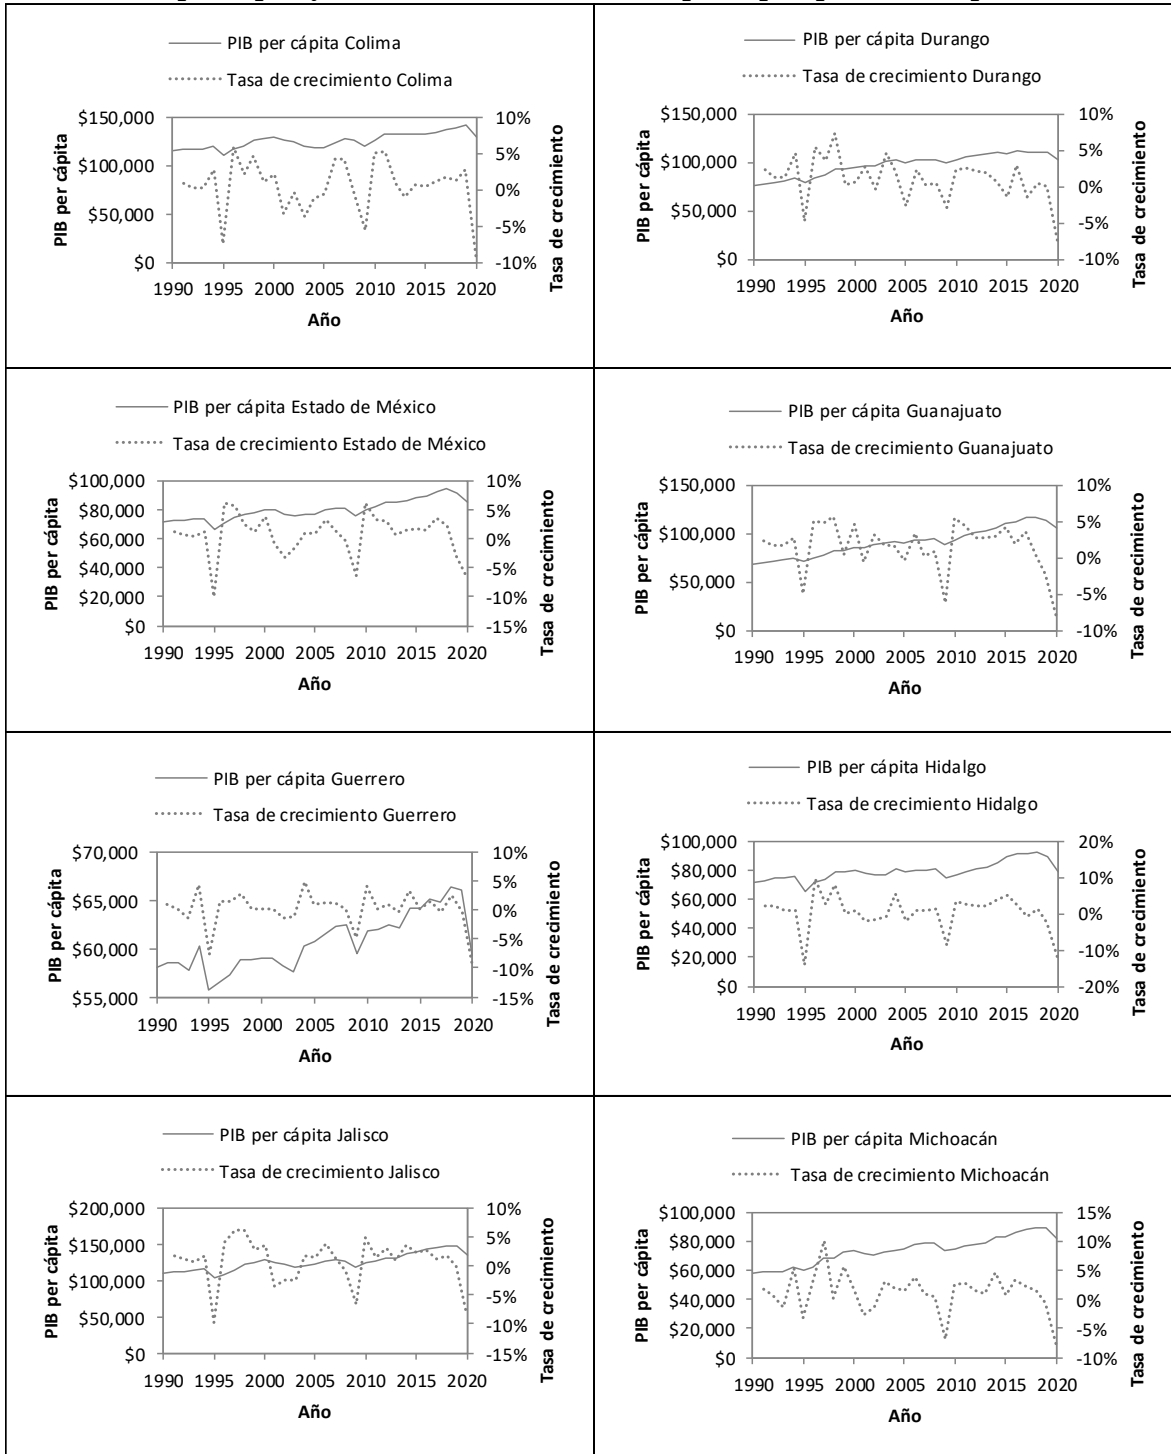 PIB per cápita Colima
Tasa de crecimiento Colima
$150,000
$100,000
$50,000
$0
10%
5%
0%
-5%
-10%
1990 1995 2000 2005 2010 2015 2020
PIB per cápita
Tasa de crecimiento
Año
PIB per cápita Durango
Tasa de crecimiento Durango
$150,000
$100,000
$50,000
$0
10%
5%
0%
-5%
-10%
1990 1995 2000 2005 2010 2015 2020
PIB per cápita
Tasa de crecimiento
Año
PIB per cápita Estado de México
Tasa de crecimiento Estado de México
$100,000
$80,000
$60,000
$40,000
$20,000
$0
10%
5%
0%
-5%
-10%
-15%
1990 1995 2000 2005 2010 2015 2020
PIB per cápita
Tasa de crecimiento
Año
PIB per cápita Guanajuato
Tasa de crecimiento Guanajuato
$150,000
$100,000
$50,000
$0
10%
5%
0%
-5%
-10%
1990 1995 2000 2005 2010 2015 2020
PIB per cápita
Tasa de crecimiento
Año
PIB per cápita Guerrero
Tasa de crecimiento Guerrero
$70,000
$65,000
$60,000
$55,000
10%
5%
0%
-5%
-10%
-15%
1990 1995 2000 2005 2010 2015 2020
PIB per cápita
Tasa de crecimiento
Año
PIB per cápita Hidalgo
Tasa de crecimiento Hidalgo
$100,000
$80,000
$60,000
$40,000
$20,000
$0
20%
10%
0%
-10%
-20%
1990 1995 2000 2005 2010 2015 2020
PIB per cápita
Tasa de crecimiento
Año
PIB per cápita Jalisco
Tasa de crecimiento Jalisco
$200,000
$150,000
$100,000
$50,000
$0
10%
5%
0%
-5%
-10%
-15%
1990 1995 2000 2005 2010 2015 2020
PIB per cápita
Tasa de crecimiento
Año
PIB per cápita Michoacán
Tasa de crecimiento Michoacán
$100,000
$80,000
$60,000
$40,000
$20,000
$0
15%
10%
5%
0%
-5%
-10%
1990 1995 2000 2005 2010 2015 2020
PIB per cápita
Tasa de crecimiento
Año